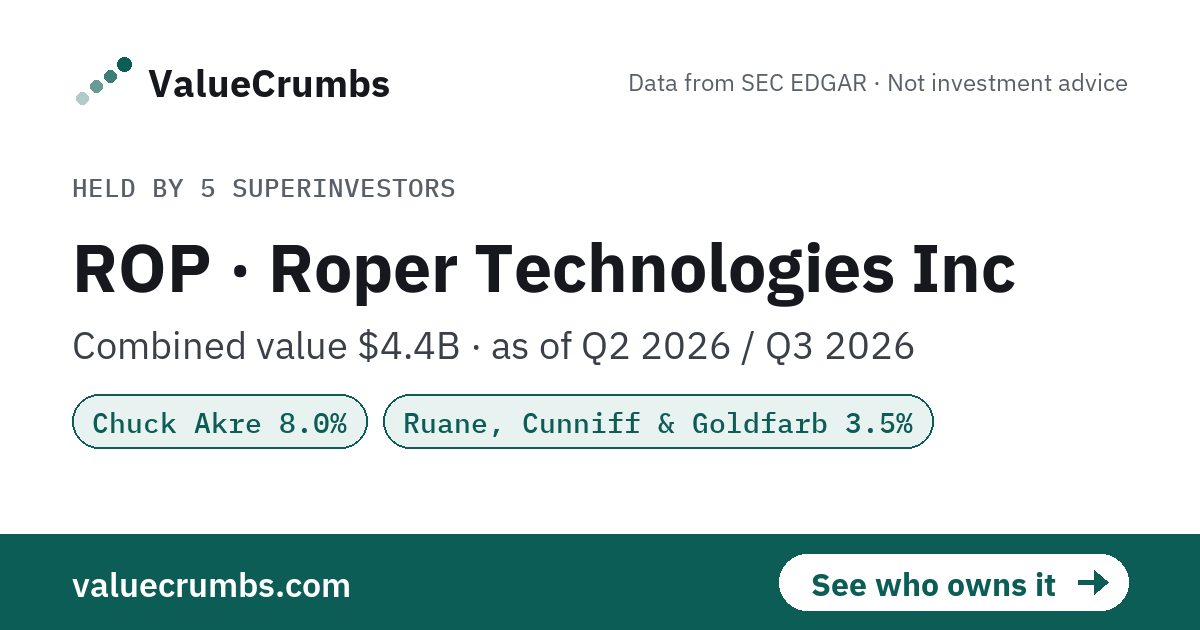 ValueCrumbs
Data from SEC EDGAR · Not investment advice
HELD BY 5 SUPERINVESTORS
ROP · Roper Technologies Inc
Combined value $4.4B · as of Q2 2026 / Q3 2026
Chuck Akre 8.0%
Ruane, Cunniff & Goldfarb 3.5%
valuecrumbs.com
See who owns it →